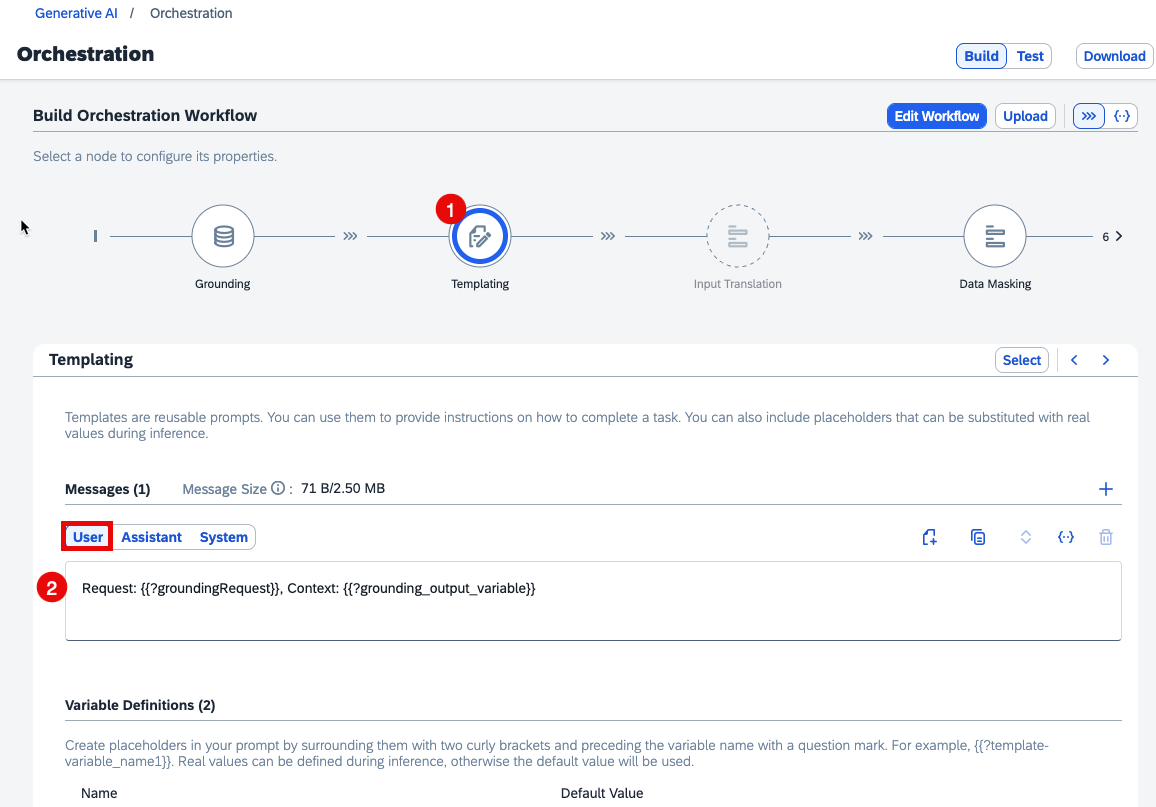 Generative AI / Orchestration
Orchestration
Build Test Download
Build Orchestration Workflow
Edit Workflow Upload
Select a node to configure its properties.
1
6
Grounding Templating Input Translation Data Masking
Templating
Select
Templates are reusable prompts. You can use them to provide instructions on how to complete a task. You can also include placeholders that can be substituted with real
values during inference.
Messages (1) Message Size : 71 B/2.50 MB
User Assistant System
2
Request: {{?groundingRequest}}, Context: {{?grounding_output_variable}}
Variable Definitions (2)
Create placeholders in your prompt by surrounding them with two curly brackets and preceding the variable name with a question mark. For example, {{?template-
variable_name1}}. Real values can be defined during inference, otherwise the default value will be used.
Name Default Value